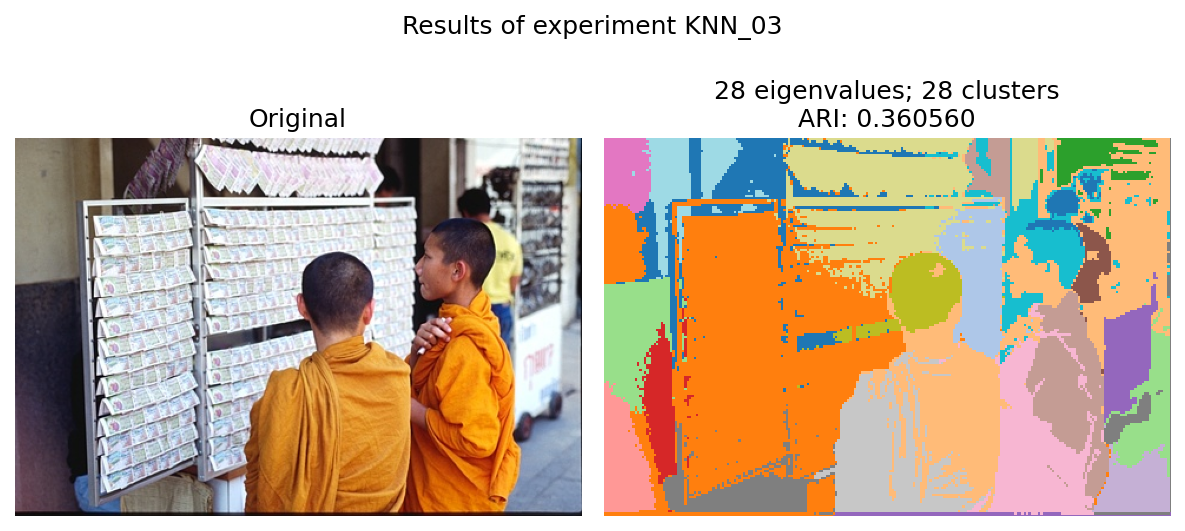 Results of experiment KNN_03
Original
28 eigenvalues; 28 clusters
ARI: 0.360560